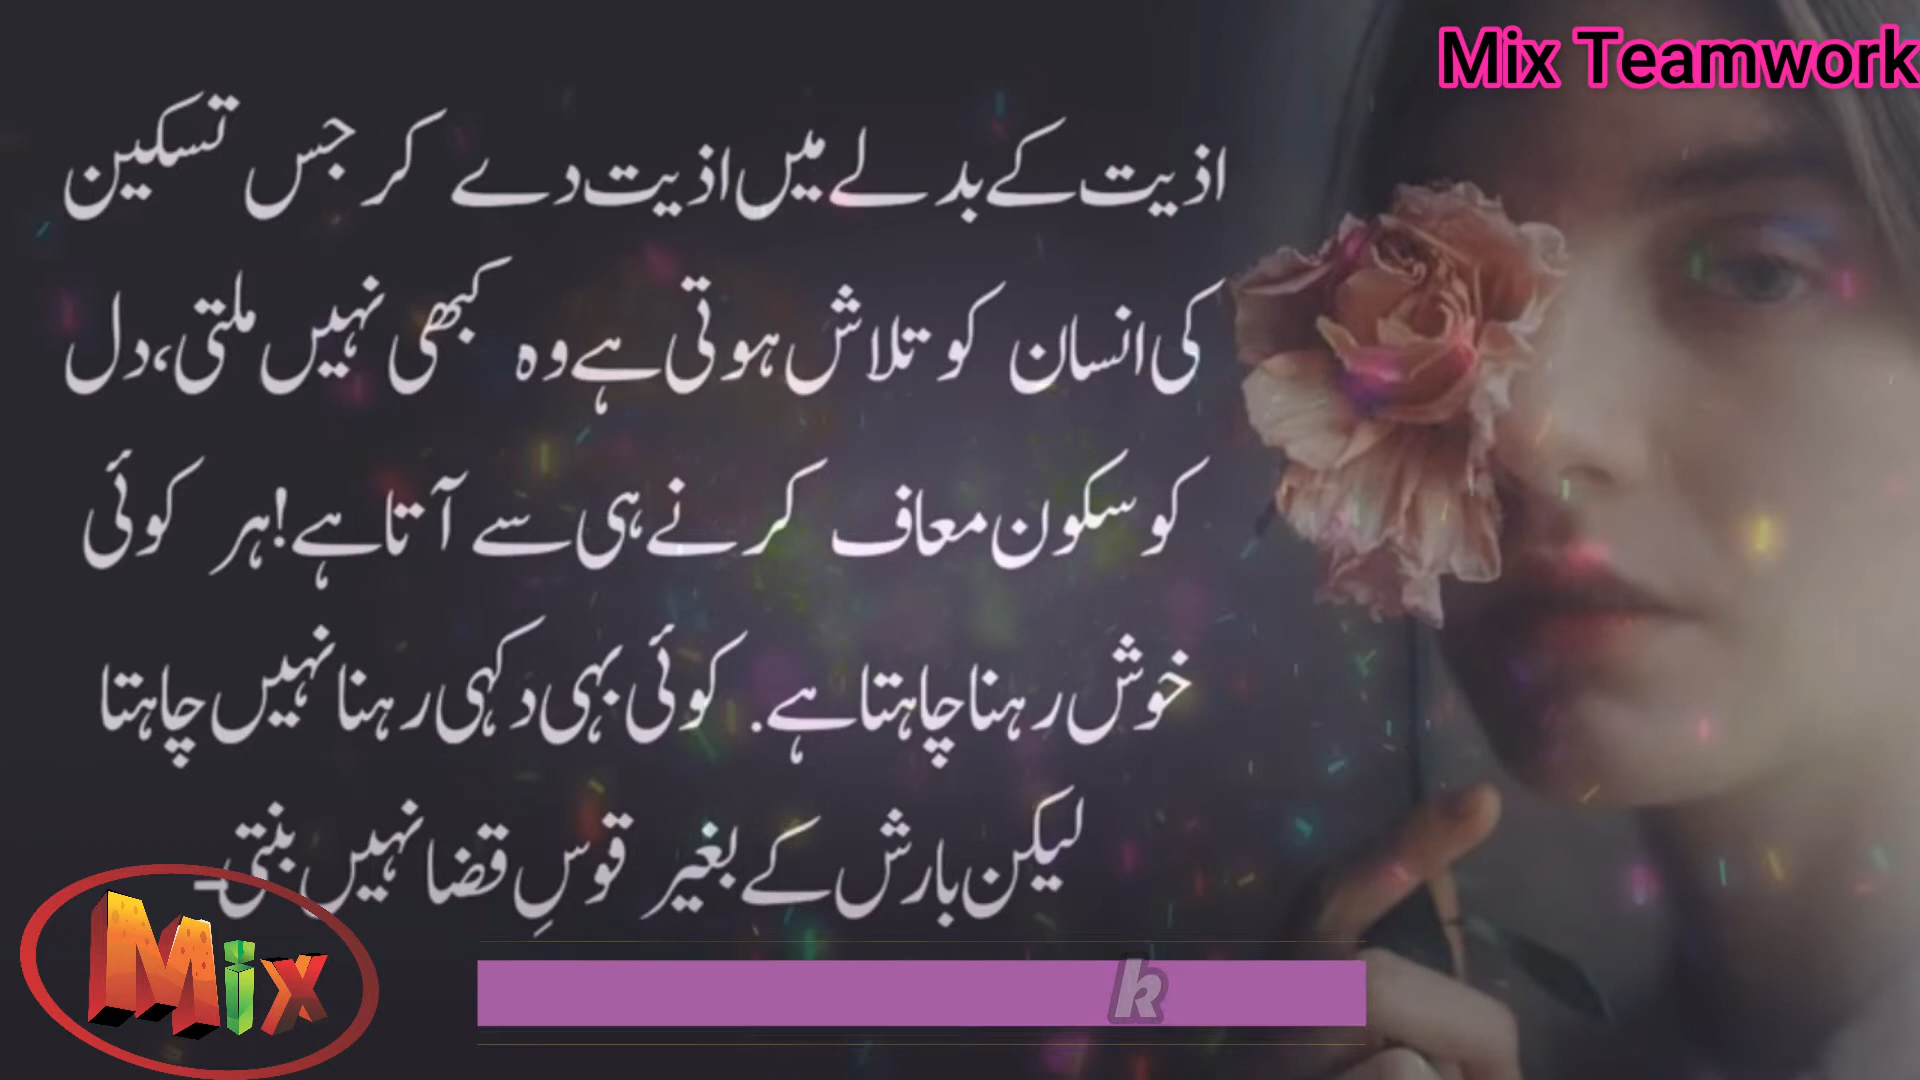 Mix Teamwork
اذیت کے بدلے میں اذیت دے کر جس تسکین
کی انسان کو تلاش ہوتی ہے وہ کبھی نہیں ملتی، دل
کو سکون معاف کرنے ہی سے آتا ہے! ہر کوئی
خوش رہنا چاہتا ہے. کوئی بہی دکہی رہنا نہیں چاہتا
لیکن بارش کے بغیر قوسِ قضا نہیں بنتی۔
Mix
k